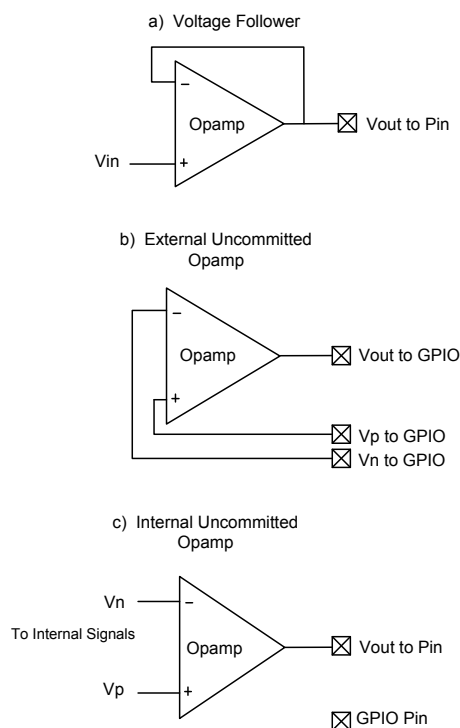 a)  Voltage Follower
−
Opamp
Vout to Pin
Vin
+
b)  External Uncommitted
Opamp
−
Opamp
Vout to GPIO
+
Vp to GPIO
Vn to GPIO
c)  Internal Uncommitted
Opamp
Vn
−
To Internal Signals
Opamp
Vout to Pin
Vp
+
GPIO Pin